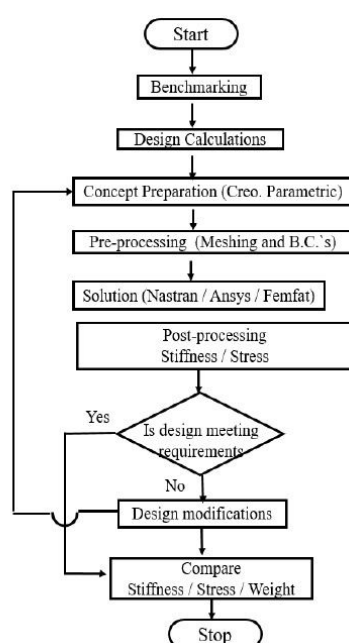 Start
Benchmarking
Design Calculations
Concept Preparation (Creo. Parametric)
Pre-processing (Meshing and B.C.`s)
Solution (Nastran / Ansys / Femfat)
Post-processing
Stiffness / Stress
Yes
Is design meeting
requirements
No
Design modifications
Compare
Stiffness / Stress / Weight
Stop